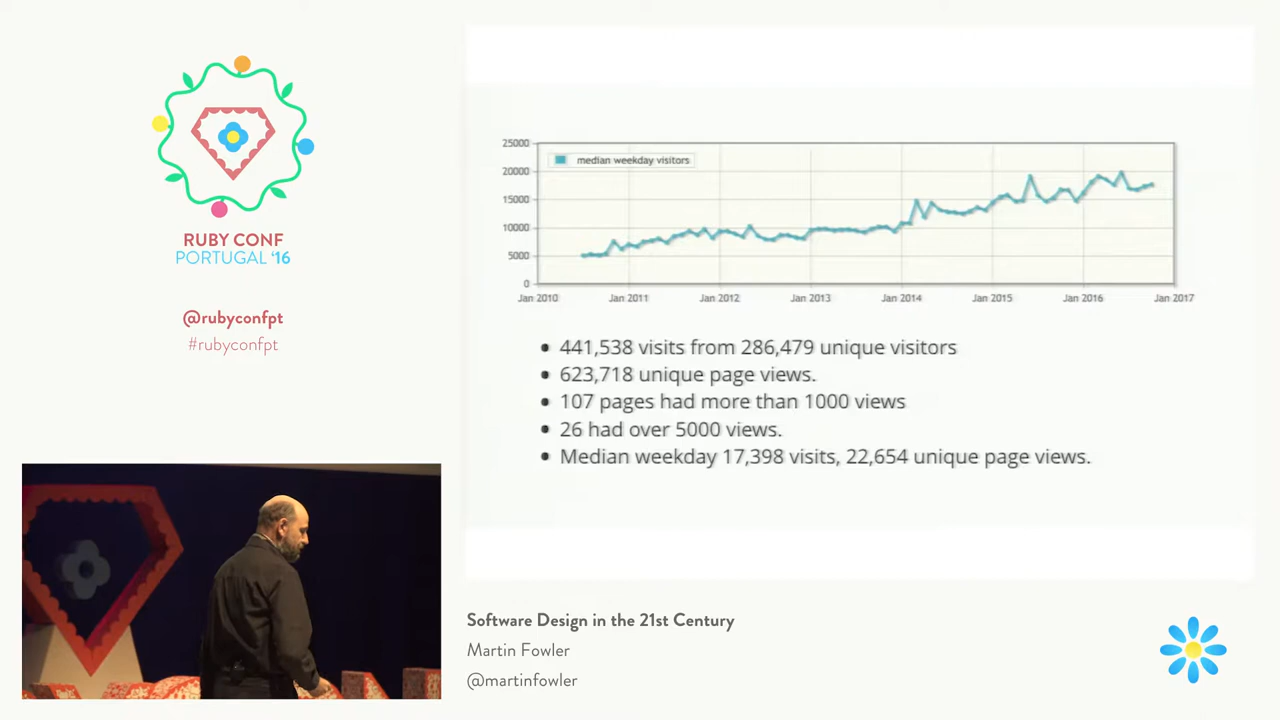 RUBY CONF
PORTUGAL ‘16
@rubyconfpt
#rubyconfpt
25000
20000
15000
10000
5000
0
median weekday visitors
Jan 2010
Jan 2011
Jan 2012
Jan 2013
Jan 2014
Jan 2015
Jan 2016
Jan 2017
• 441,538 visits from 286,479 unique visitors
• 623,718 unique page views.
• 107 pages had more than 1000 views
• 26 had over 5000 views.
• Median weekday 17,398 visits, 22,654 unique page views.
Software Design in the 21st Century
Martin Fowler
@martinfowler